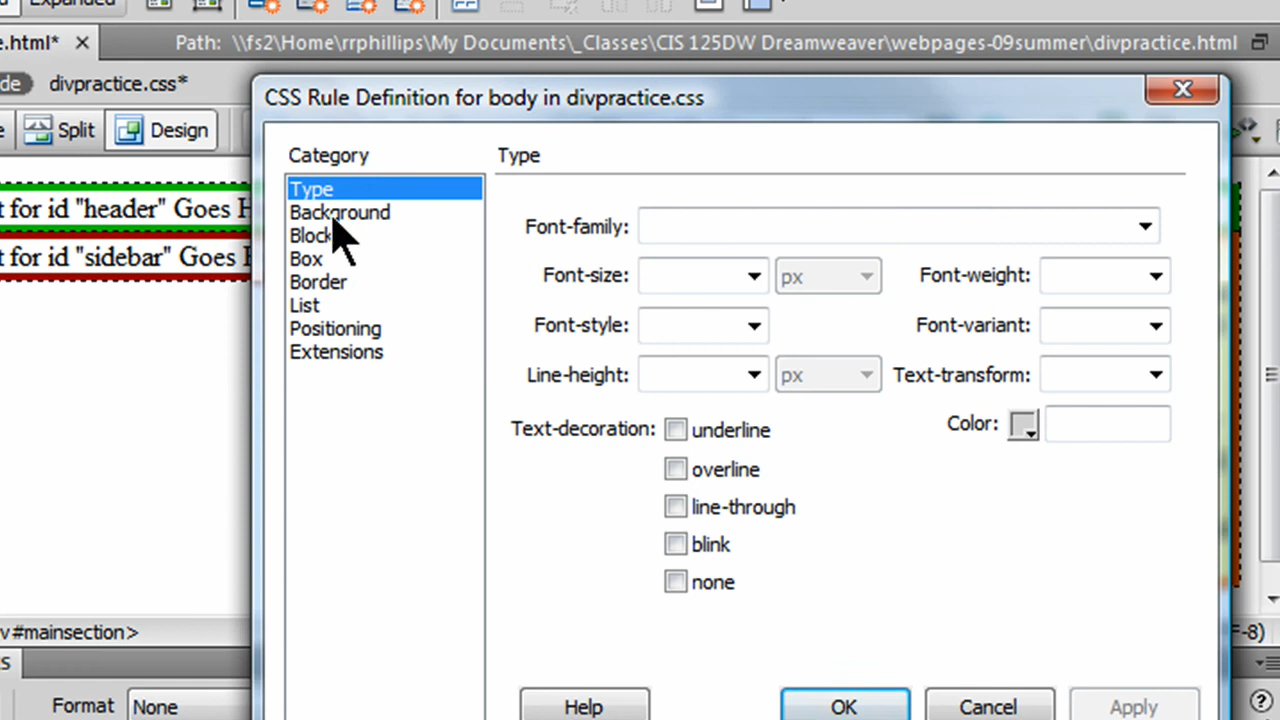 Expanded
e.html* Path: \\fs2\Home\rrphillips\My Documents\_Classes\CIS 125DW Dreamweaver\webpages-09summer\divpractice.html
de divpractice.css*
CSS Rule Definition for body in divpractice.css
e Split Design
Category
Type
Background
Block
Box
Border
List
Positioning
Extensions
Type
Font-family:
Font-size: px Font-weight:
Font-style: Font-variant:
Line-height: px Text-transform:
Text-decoration: underline Color:
overline
line-through
blink
none
Help OK Cancel Apply
t for id "header" Goes H
t for id "sidebar" Goes
v#mainsection>
F-8)
S
Format None